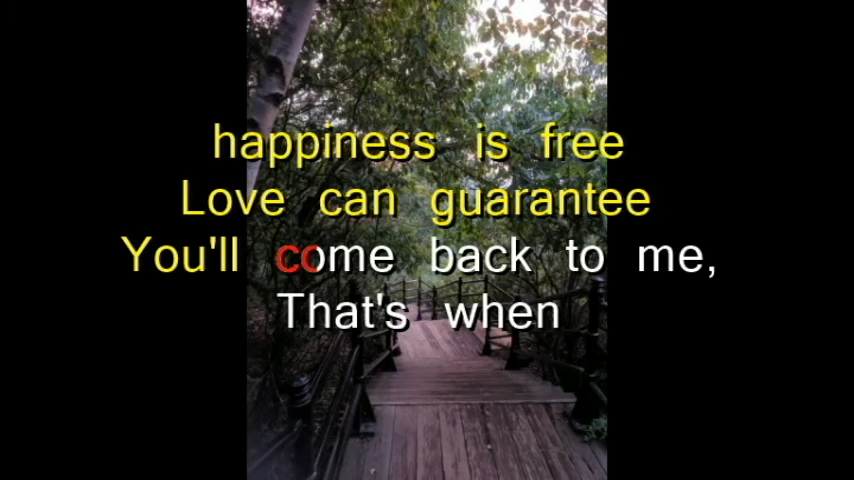 happiness is free
Love can guarantee
You'll come back to me,
That's when